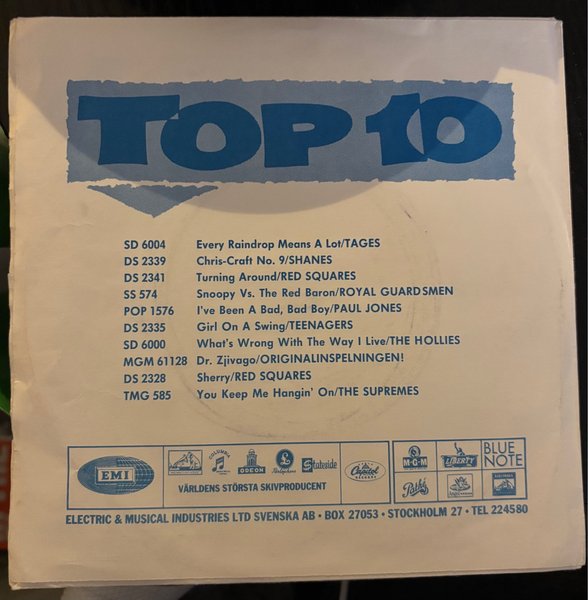 TOP 10
SD 6004 Every Raindrop Means A Lot/TAGES
DS 2339 Chris-Craft No. 9/SHANES
DS 2341 Turning Around/RED SQUARES
SS 574 Snoopy Vs. The Red Baron/ROYAL GUARDSMEN
POP 1576 I've Been A Bad, Bad Boy/PAUL JONES
DS 2335 Girl On A Swing/TEENAGERS
SD 6000 What's Wrong With The Way I Live/THE HOLLIES
MGM 61128 Dr. Zjivago/ORIGINALINSPELNINGEN!
DS 2328 Sherry/RED SQUARES
TMG 585 You Keep Me Hangin' On/THE SUPREMES
EMI
COLUMBIA
ODEON
Parlophone
Stateside
Capitol
RECORDS
M-G-M
LIBERTY
BLUE NOTE
Pathé
VÄRLDENS STÖRSTA SKIVPRODUCENT
ELECTRIC & MUSICAL INDUSTRIES LTD SVENSKA AB • BOX 27053 • STOCKHOLM 27 • TEL 224580